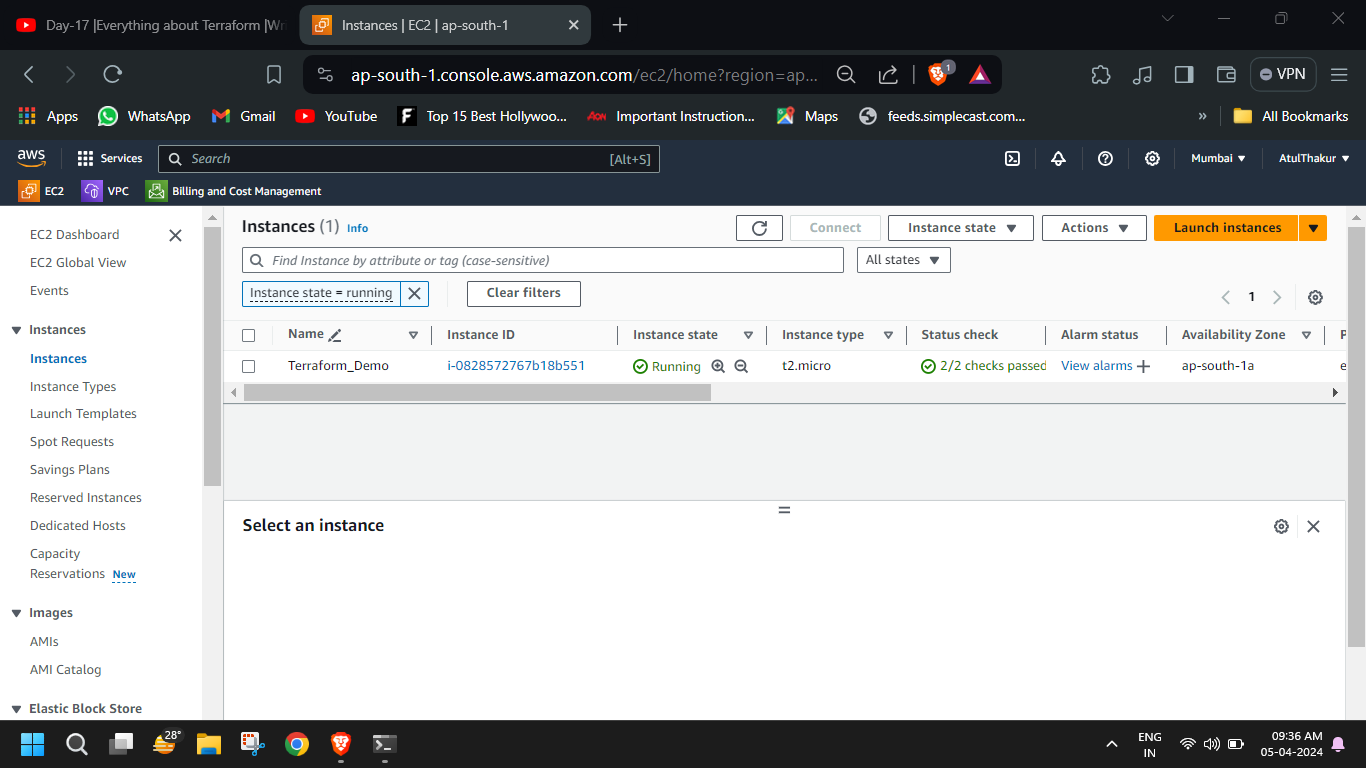 Day-17 |Everything about Terraform |Wri
Instances | EC2 | ap-south-1
ap-south-1.console.aws.amazon.com/ec2/home?region=ap...
1
VPN
Apps
WhatsApp
Gmail
YouTube
F
Top 15 Best Hollywoo...
Aon
Important Instruction...
Maps
feeds.simplecast.com...
»
All Bookmarks
aws
Services
Search
[Alt+S]
Mumbai
AtulThakur
EC2
VPC
Billing and Cost Management
EC2 Dashboard
EC2 Global View
Events
Instances
Instances
Instance Types
Launch Templates
Spot Requests
Savings Plans
Reserved Instances
Dedicated Hosts
Capacity
Reservations New
Images
AMIs
AMI Catalog
Elastic Block Store
Instances (1) Info
Connect
Instance state
Actions
Launch instances
Find Instance by attribute or tag (case-sensitive)
All states
Instance state = running
Clear filters
1
Name
Instance ID
Instance state
Instance type
Status check
Alarm status
Availability Zone
P
Terraform_Demo
i-0828572767b18b551
Running
t2.micro
2/2 checks passed
View alarms
ap-south-1a
e
Select an instance
28°
ENG
IN
09:36 AM
05-04-2024